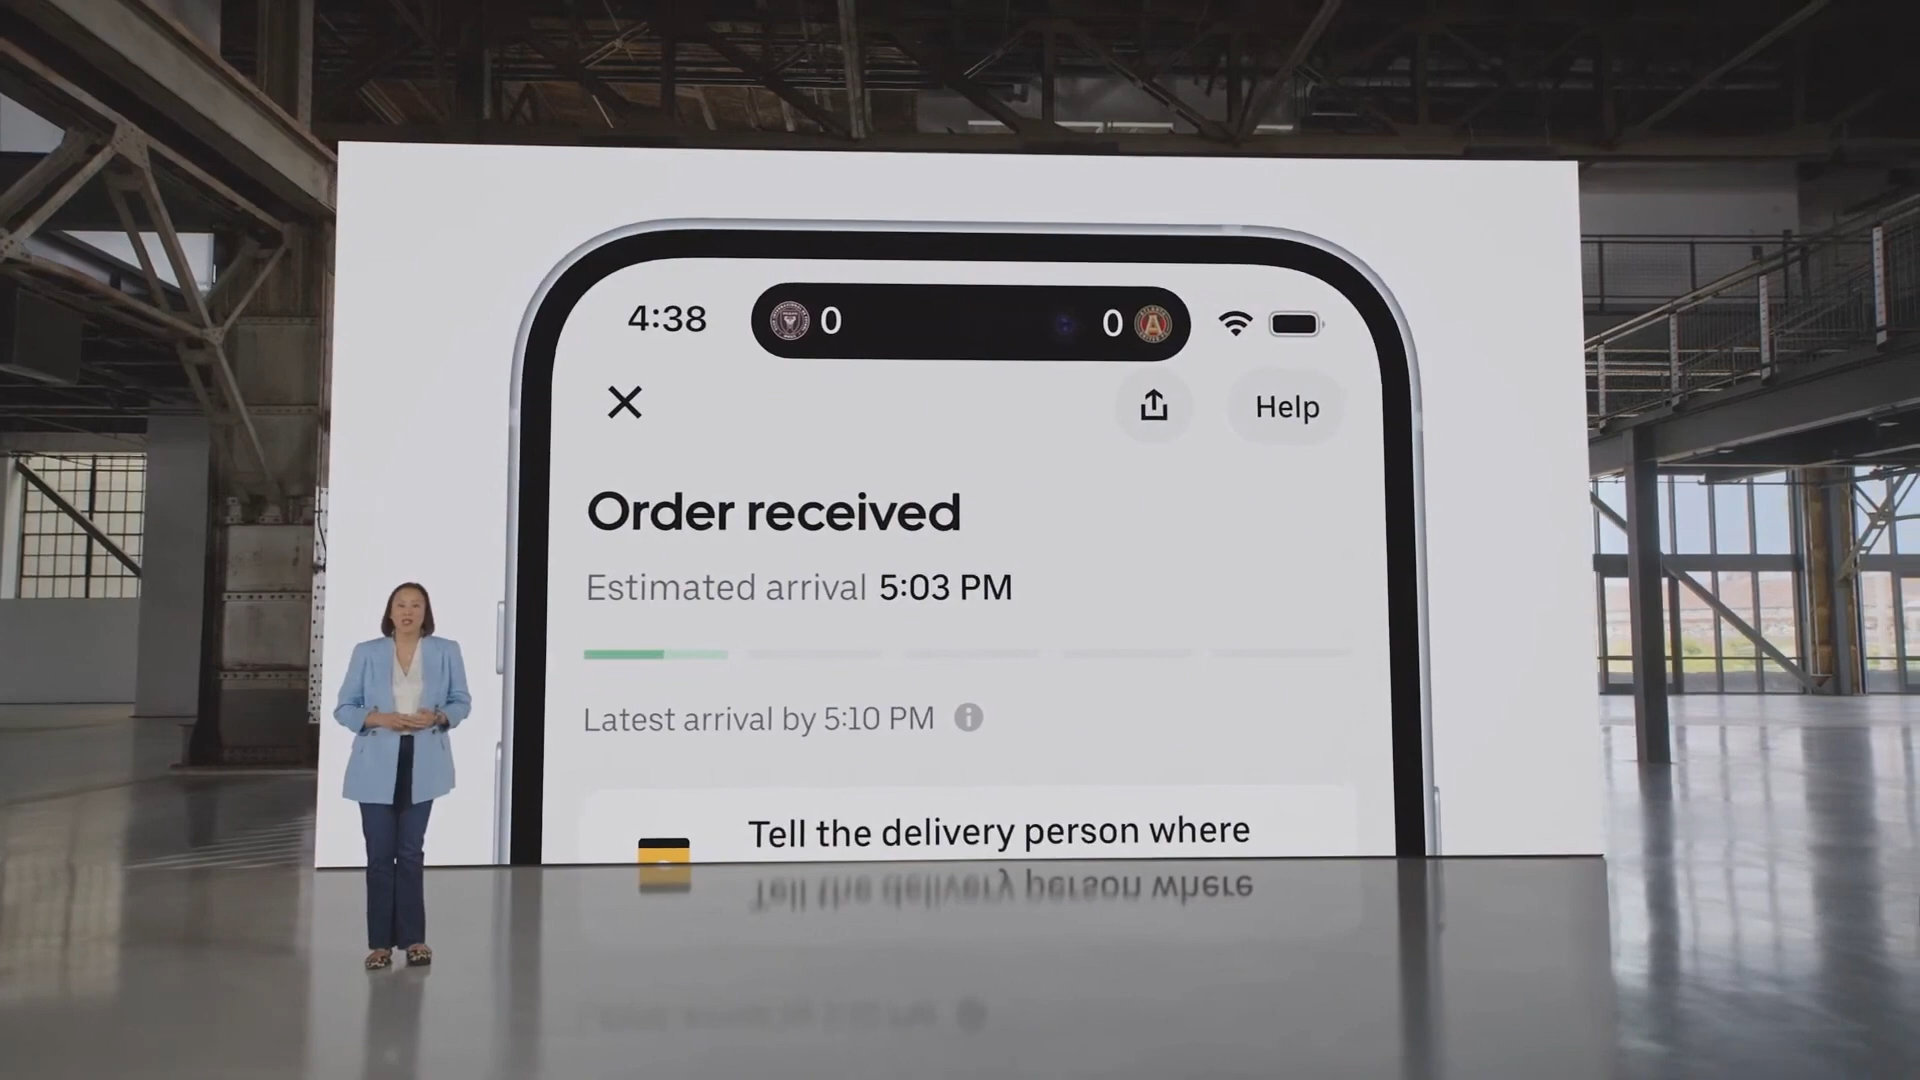 4:38
0
0
Help
Order received
Estimated arrival 5:03 PM
Latest arrival by 5:10 PM
Tell the delivery person where